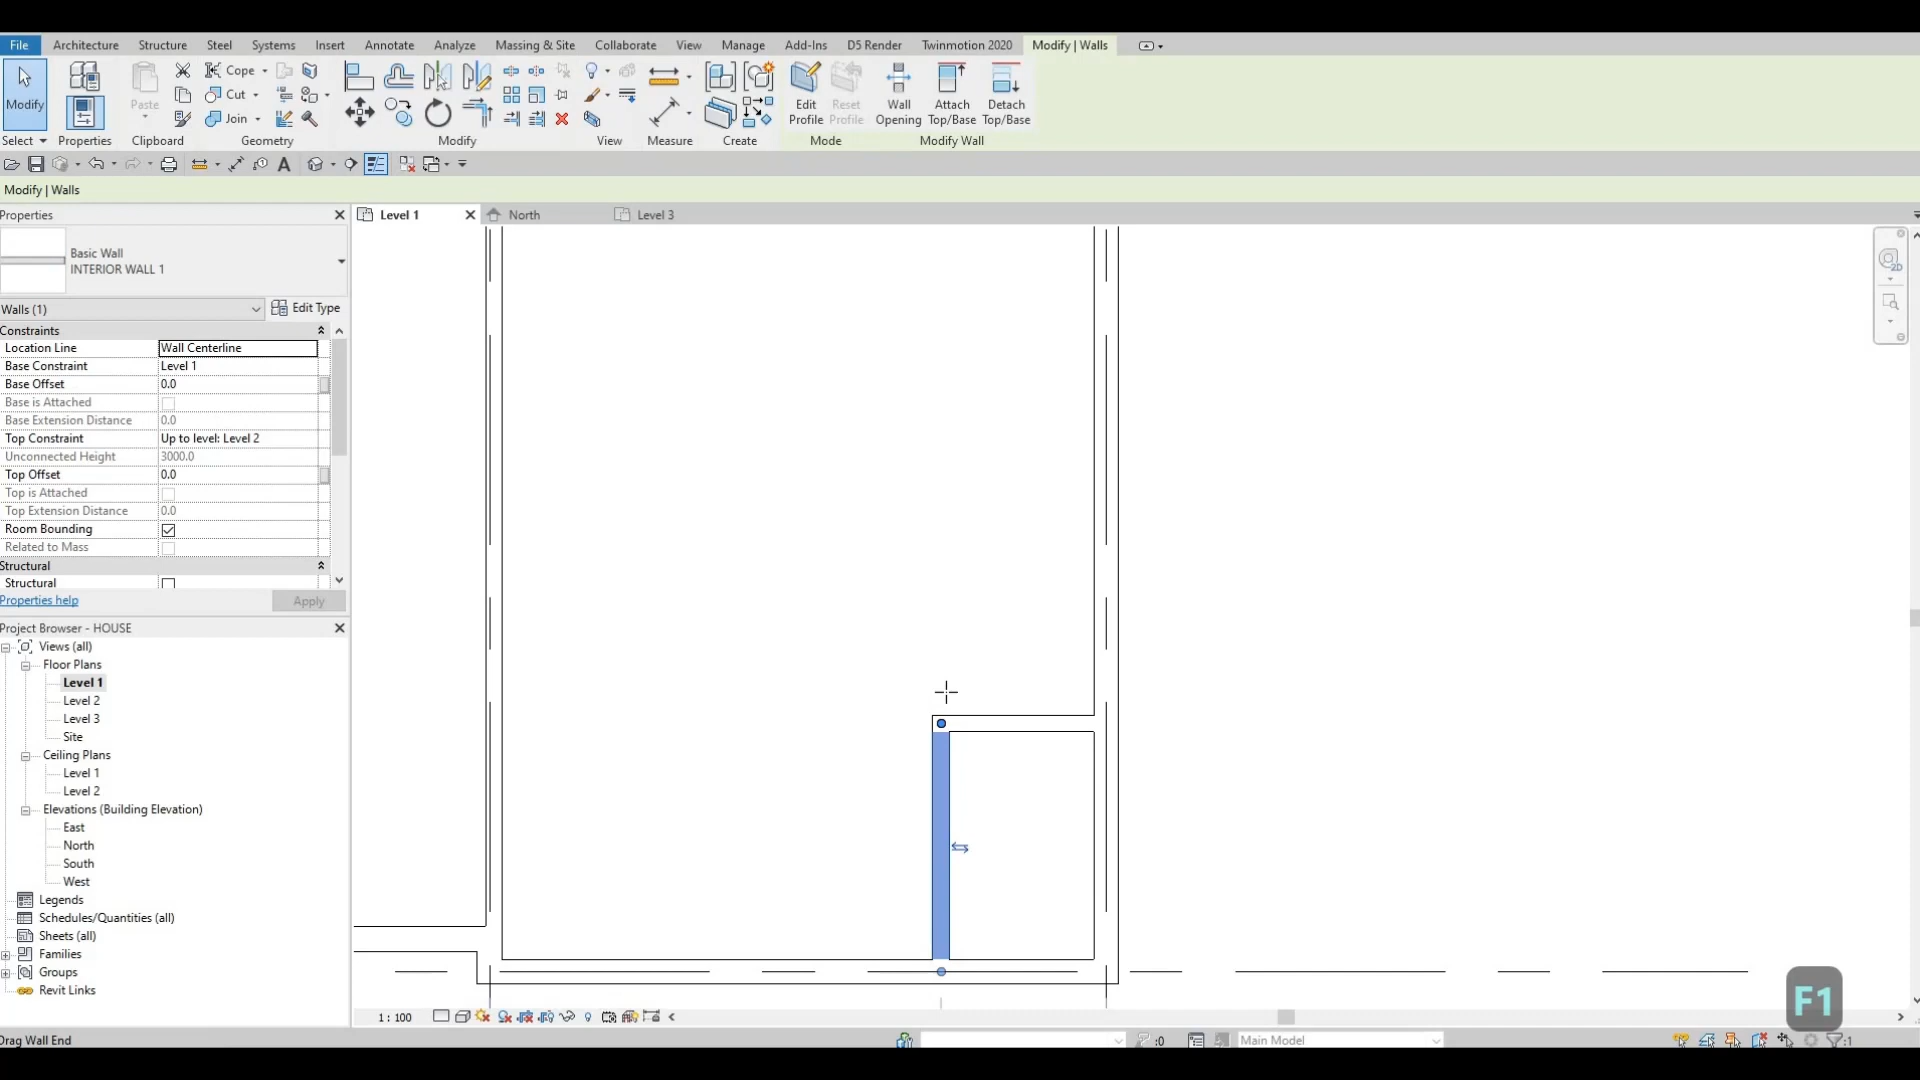 File Architecture Structure Steel Systems Insert Annotate Analyze Massing & Site Collaborate View Manage Add-Ins D5 Render Twinmotion 2020 Modify | Walls
Modify
Paste
Cope
Cut
Join
Edit Profile
Reset Profile
Wall Opening
Attach Top/Base
Detach Top/Base
Select Properties Clipboard Geometry Modify View Measure Create Mode Modify Wall
A
Modify | Walls
Properties
Level 1 North Level 3
Basic Wall
INTERIOR WALL 1
2D
Walls (1) Edit Type
Constraints
Location Line Wall Centerline
Base Constraint Level 1
Base Offset 0.0
Base is Attached
Base Extension Distance 0.0
Top Constraint Up to level: Level 2
Unconnected Height 3000.0
Top Offset 0.0
Top is Attached
Top Extension Distance 0.0
Room Bounding
Related to Mass
Structural
Structural
Properties help Apply
Project Browser - HOUSE
Views (all)
Floor Plans
Level 1
Level 2
Level 3
Site
Ceiling Plans
Level 1
Level 2
Elevations (Building Elevation)
East
North
South
West
Legends
Schedules/Quantities (all)
Sheets (all)
Families
Groups
Revit Links
F1
1 : 100
Drag Wall End
:0
Main Model
:1